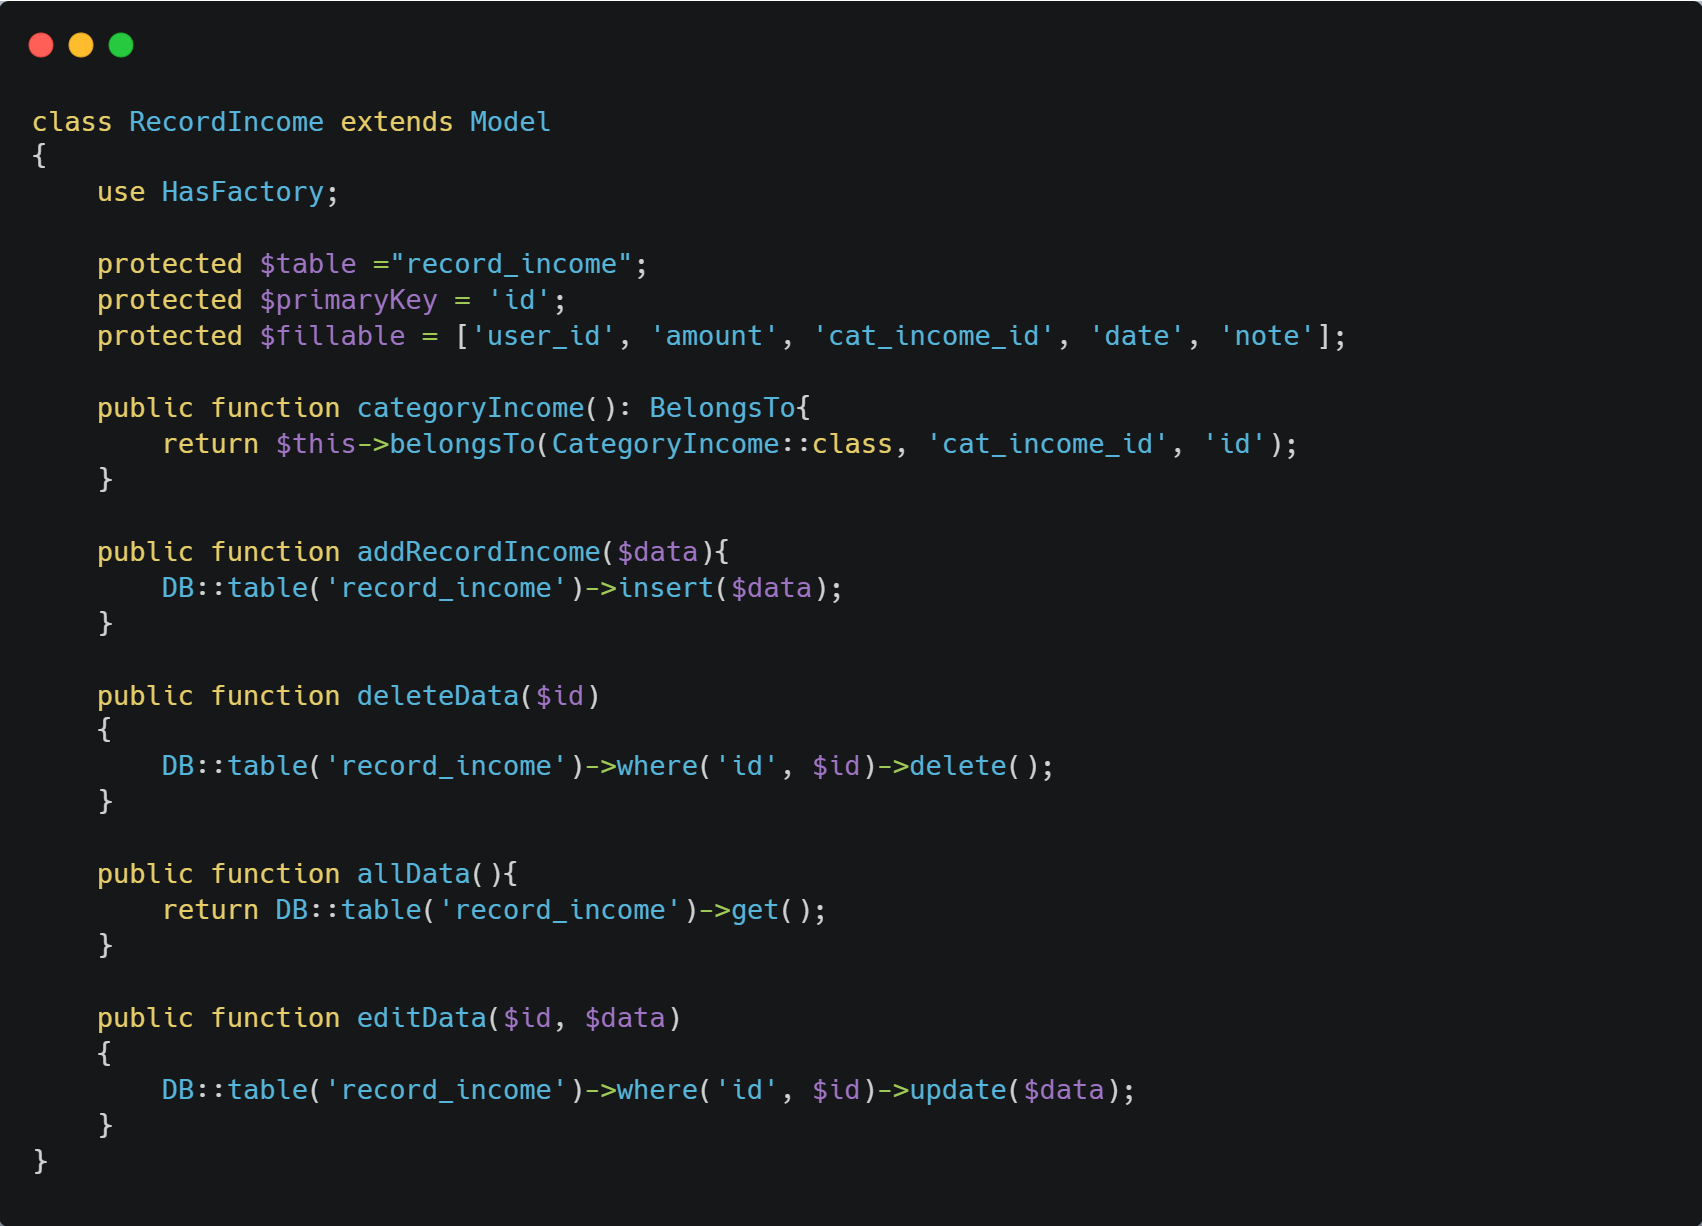 class RecordIncome extends Model
{
    use HasFactory;

    protected $table ="record_income";
    protected $primaryKey = 'id';
    protected $fillable = ['user_id', 'amount', 'cat_income_id', 'date', 'note'];

    public function categoryIncome(): BelongsTo{
        return $this->belongsTo(CategoryIncome::class, 'cat_income_id', 'id');
    }

    public function addRecordIncome($data){
        DB::table('record_income')->insert($data);
    }

    public function deleteData($id)
    {
        DB::table('record_income')->where('id', $id)->delete();
    }

    public function allData(){
        return DB::table('record_income')->get();
    }

    public function editData($id, $data)
    {
        DB::table('record_income')->where('id', $id)->update($data);
    }
}